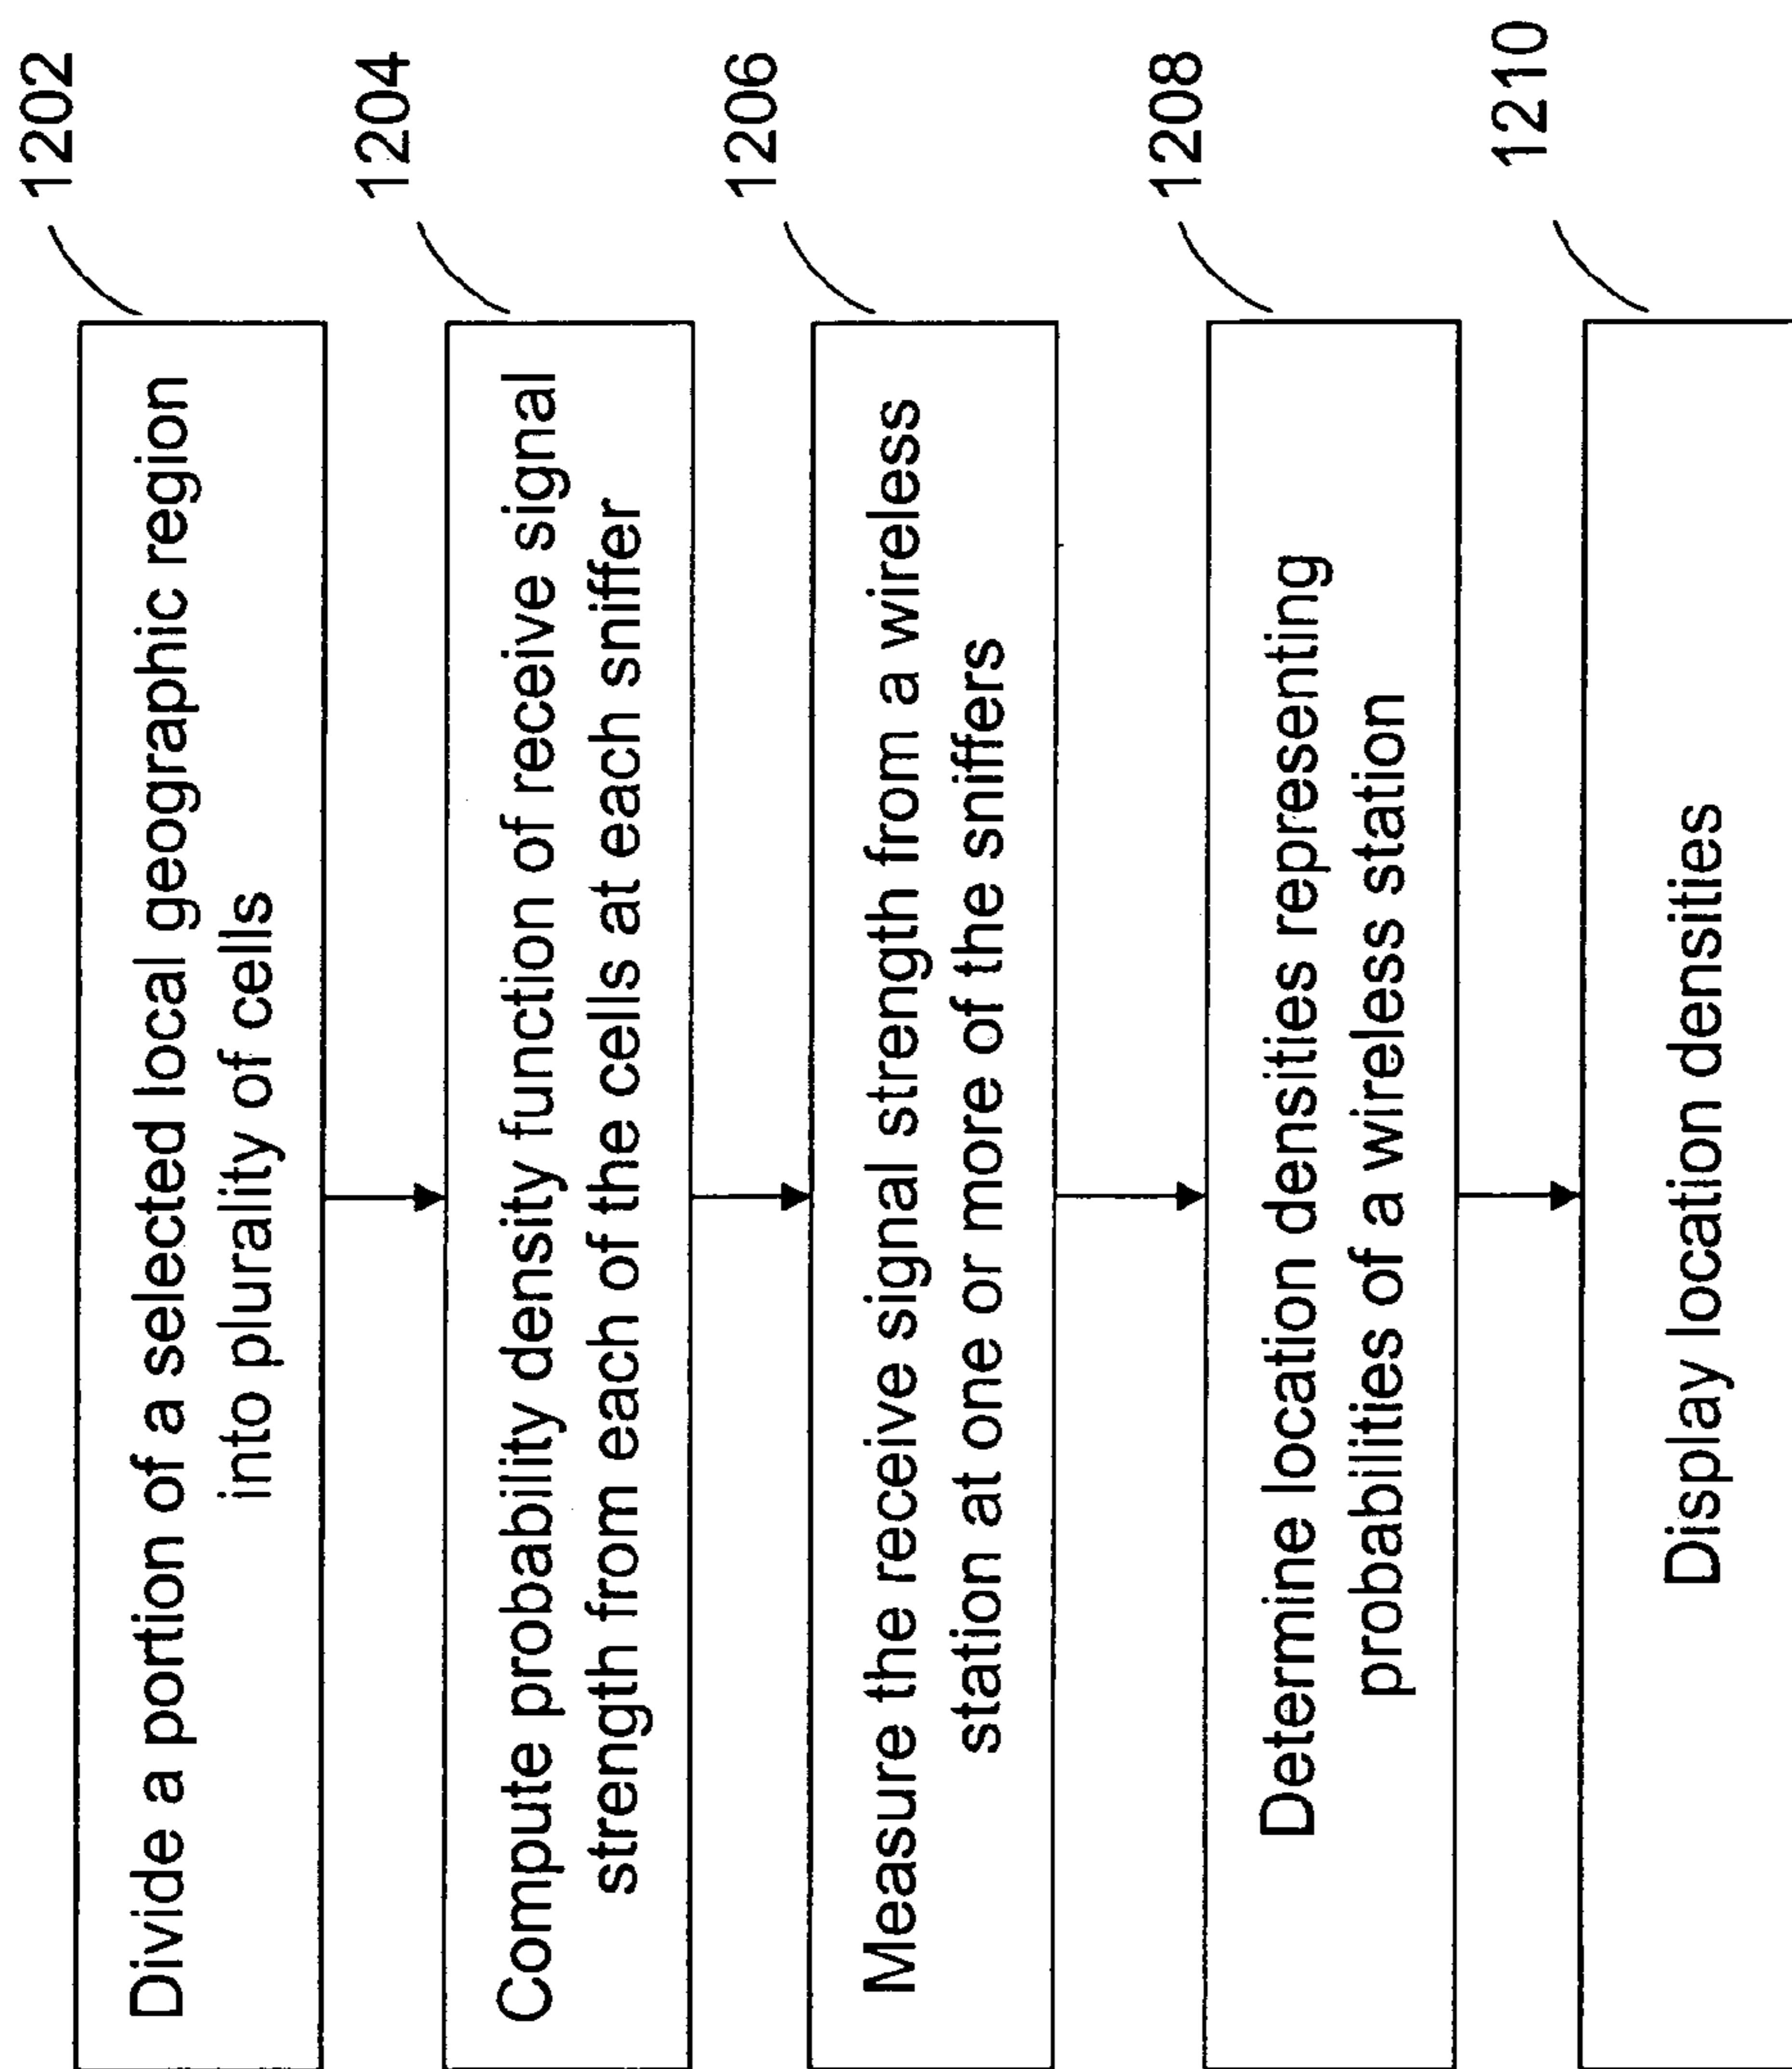 1202
Divide a portion of a selected local geographic region
into plurality of cells
1204
Compute probability density function of receive signal
strength from each of the cells at each sniffer
1206
Measure the receive signal strength from a wireless
station at one or more of the sniffers
1208
Determine location densities representing
probabilities of a wireless station
1210
Display location densities